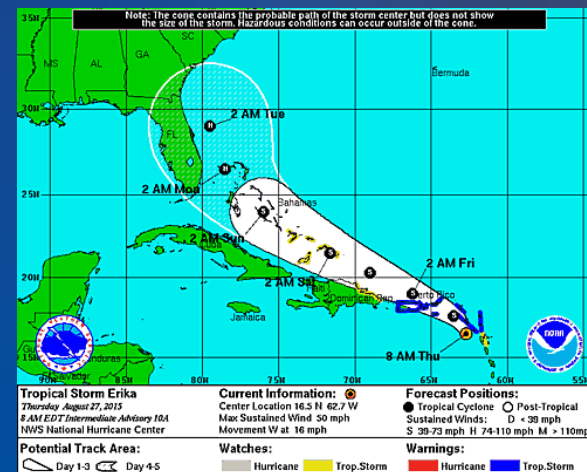 Note: The cone contains the probable path of the storm center but does not show
the size of the storm. Hazardous conditions can occur outside of the cone.
35N
SC
MS AL GA
Bermuda
30N
2 AM Tue
FL
H
H
2 AM Mon
25N
Bahamas
S
2 AM Sun
S
2 AM Fri
S
20N
2 AM Sat
Haiti
S
Dominican Rep
Puerto Rico
Jamaica
S
8 AM Thu
NOAA
15N
Honduras
El Salvador
90W 85W 80W 75W 70W 65W 60W
Tropical Storm Erika
Thursday August 27, 2015
8 AM EDT Intermediate Advisory 10A
NWS National Hurricane Center
Current Information:
Center Location 16.5 N 62.7 W
Max Sustained Wind 50 mph
Movement W at 16 mph
Forecast Positions:
Tropical Cyclone Post-Tropical
Sustained Winds: D < 39 mph
S 39-73 mph H 74-110 mph M > 110mp
Potential Track Area:
Day 1-3 Day 4-5
Watches:
Hurricane Trop.Storm
Warnings:
Hurricane Trop.Storm